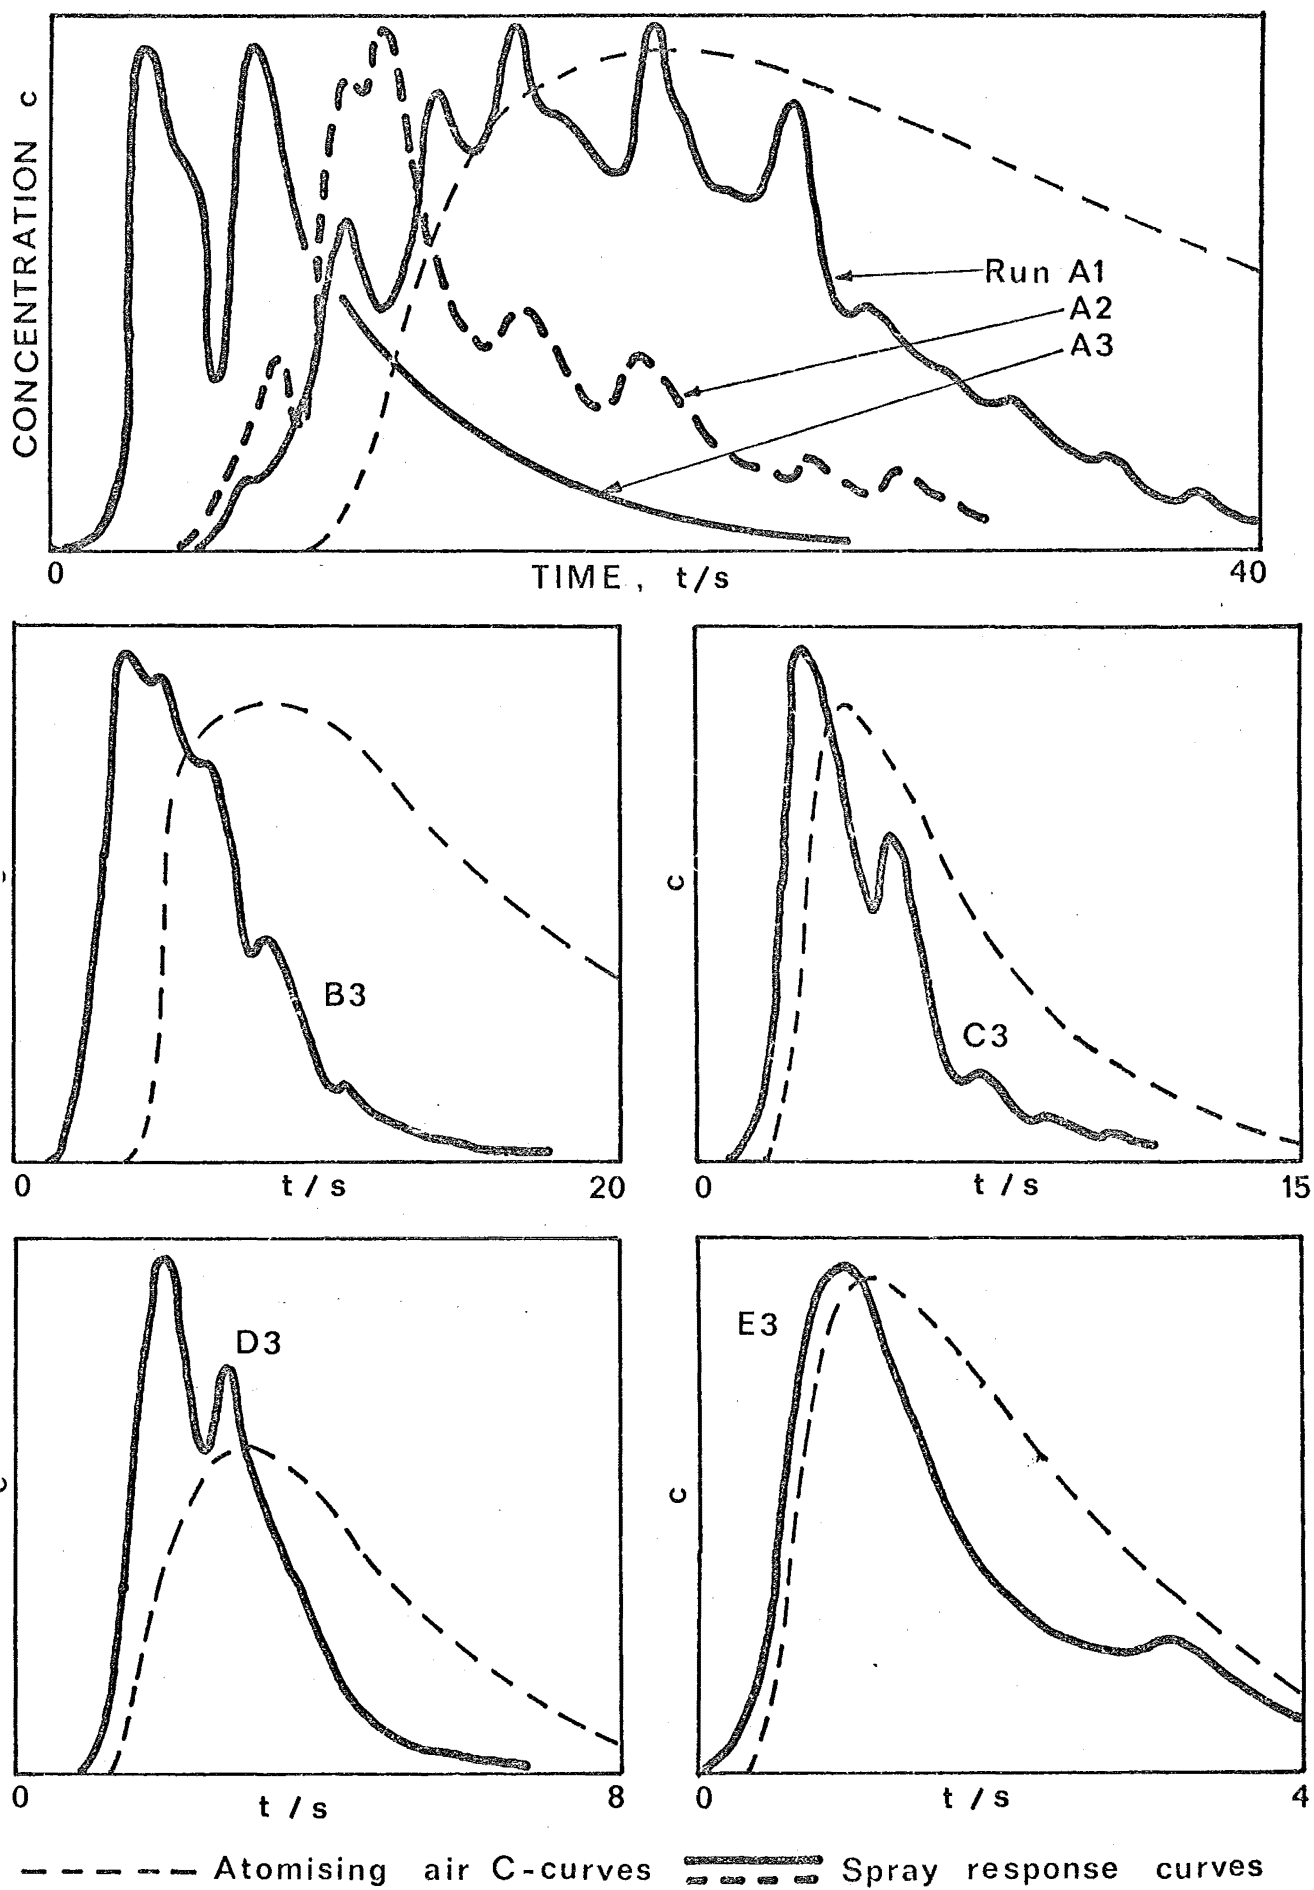 CONCENTRATION c
Run A1
A2
A3
0
TIME, t/s
40
B3
0
t/s
20
c
C3
0
t/s
15
c
D3
0
t/s
8
c
E3
0
t/s
4
Atomising air C-curves
Spray response curves